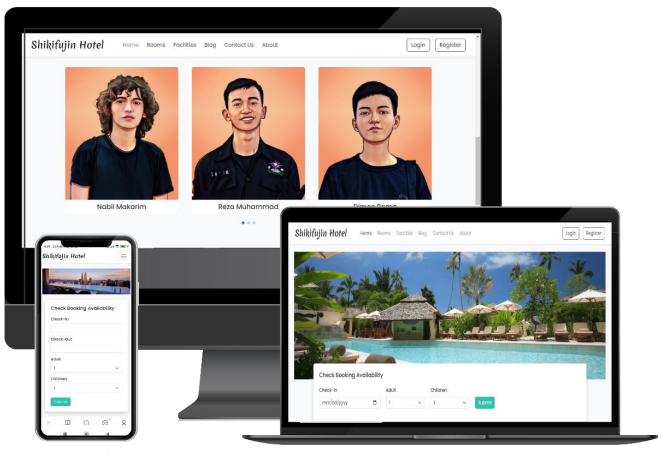 Shikifujin Hotel Home Rooms Facilities Blog Contact Us About Login Register
Nabil Makarim Reza Muhammad
Shikifujin Hotel
Check Booking Availability
Check-In
Check-Out
Adult
1
Children
1
Submit
Shikifujin Hotel Home Rooms Facilities Blog Contact Us About Login Register
Check Booking Availability
Check-In Adult Children
mm/dd/yyyy 1 1 Submit